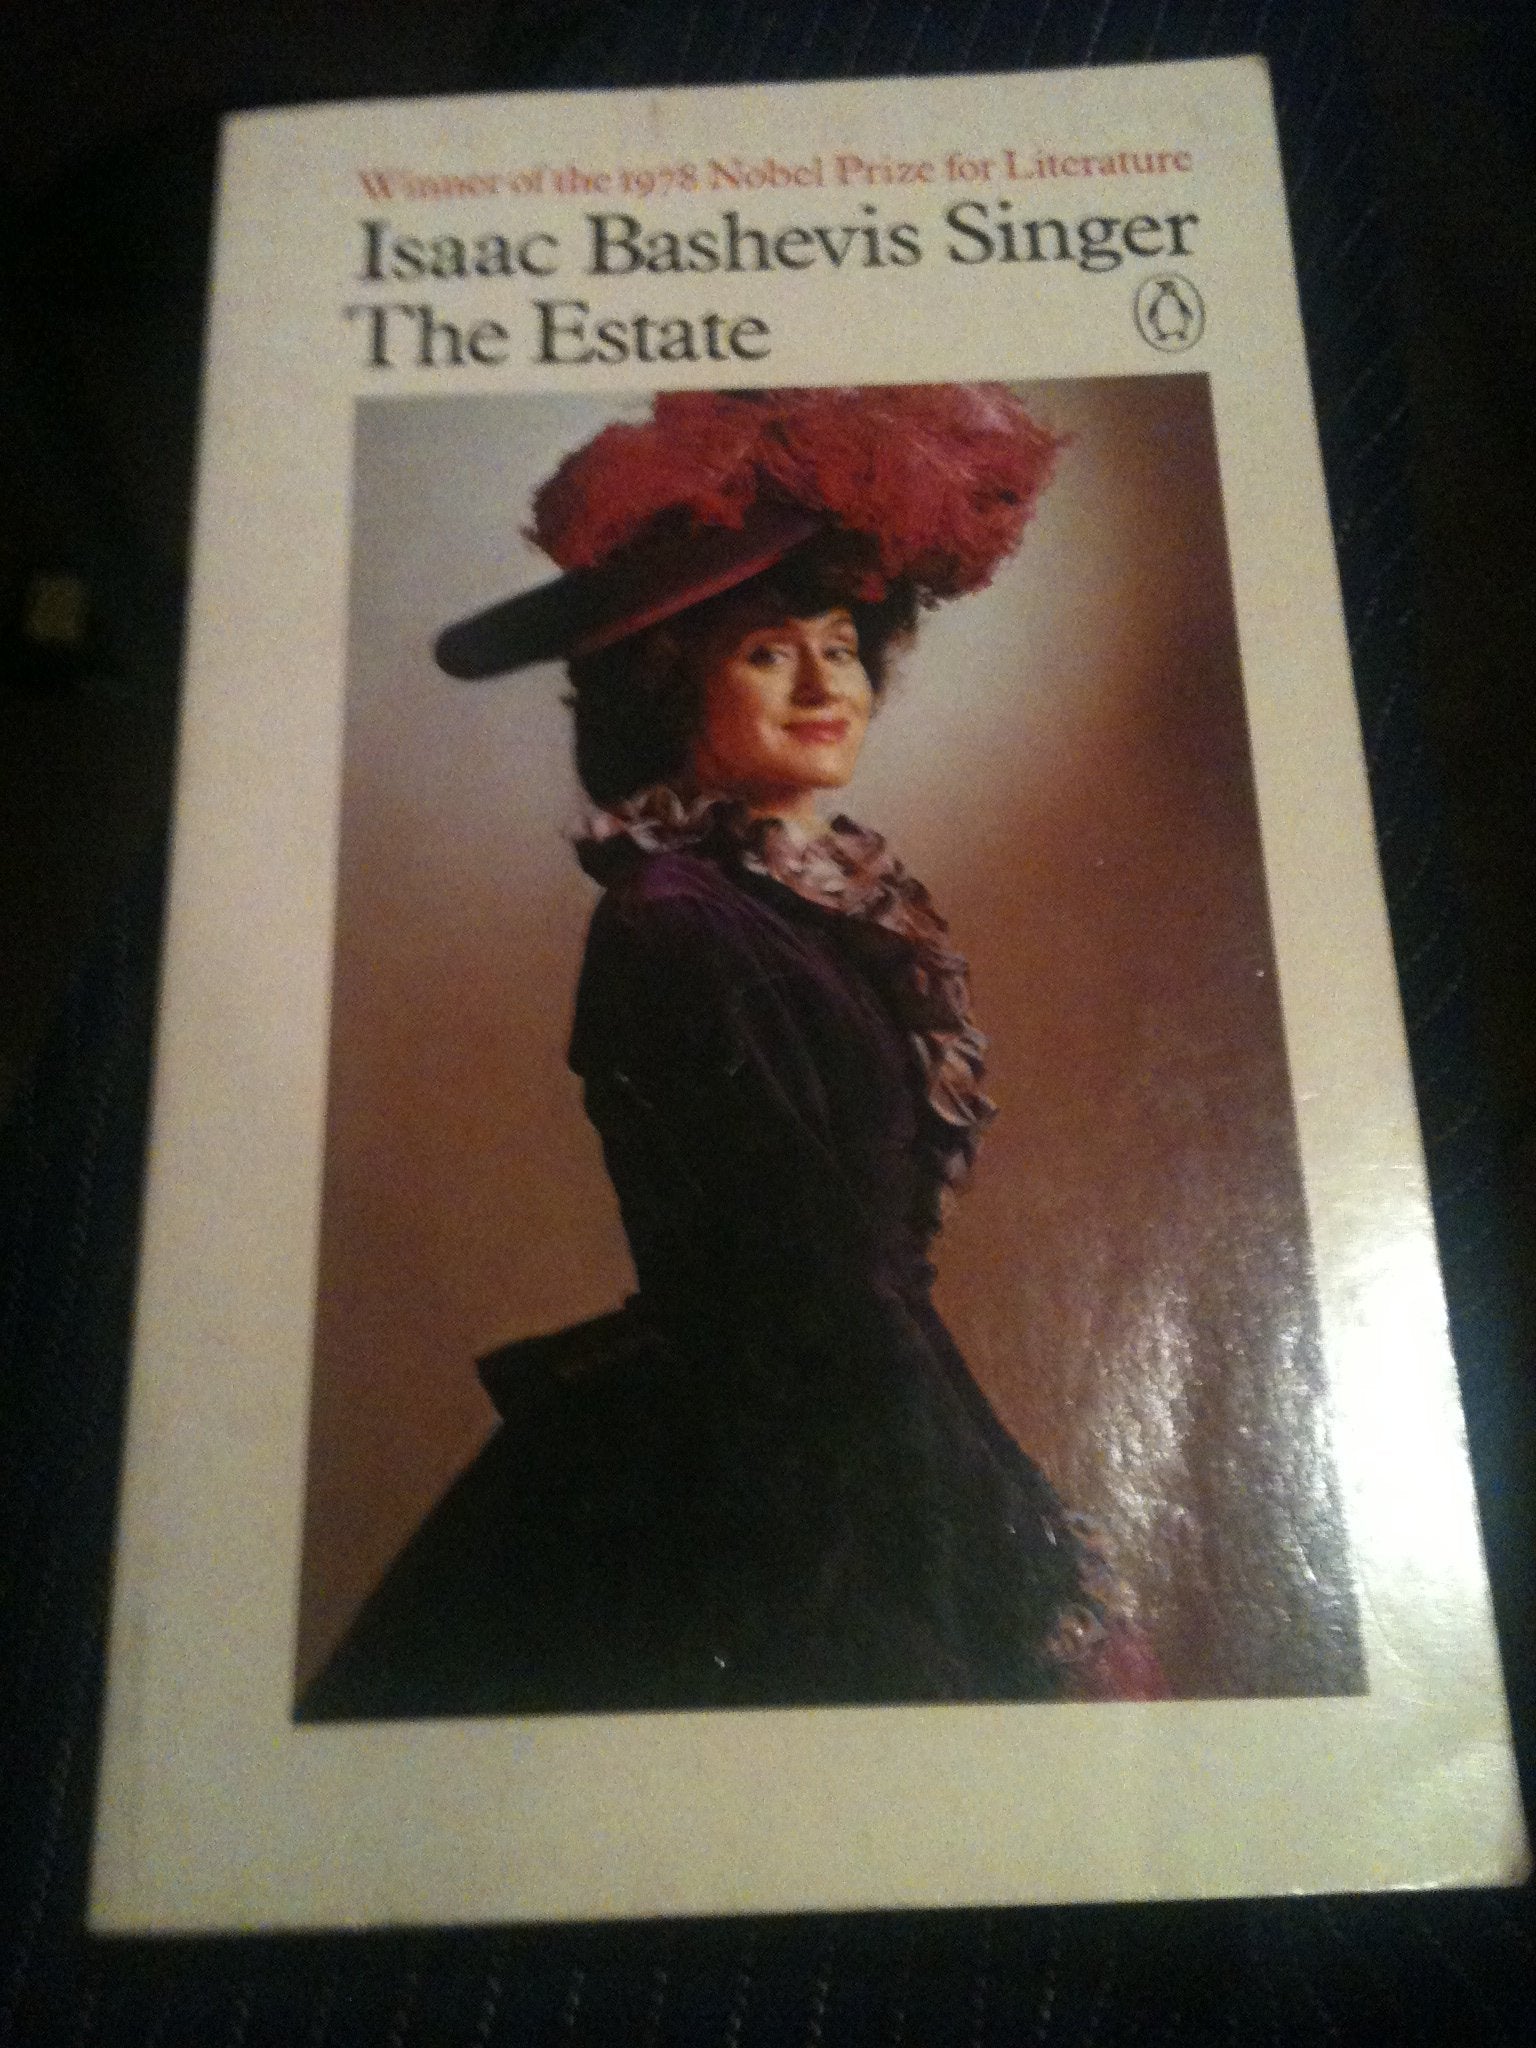 Winner of the 1978 Nobel Prize for Literature
Isaac Bashevis Singer
The Estate